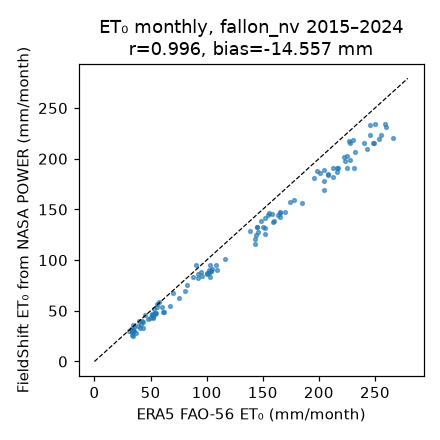 ET₀ monthly, fallon_nv 2015–2024
r=0.996, bias=-14.557 mm
FieldShift ET₀ from NASA POWER (mm/month)
250
200
150
100
50
0
0 50 100 150 200 250
ERA5 FAO-56 ET₀ (mm/month)